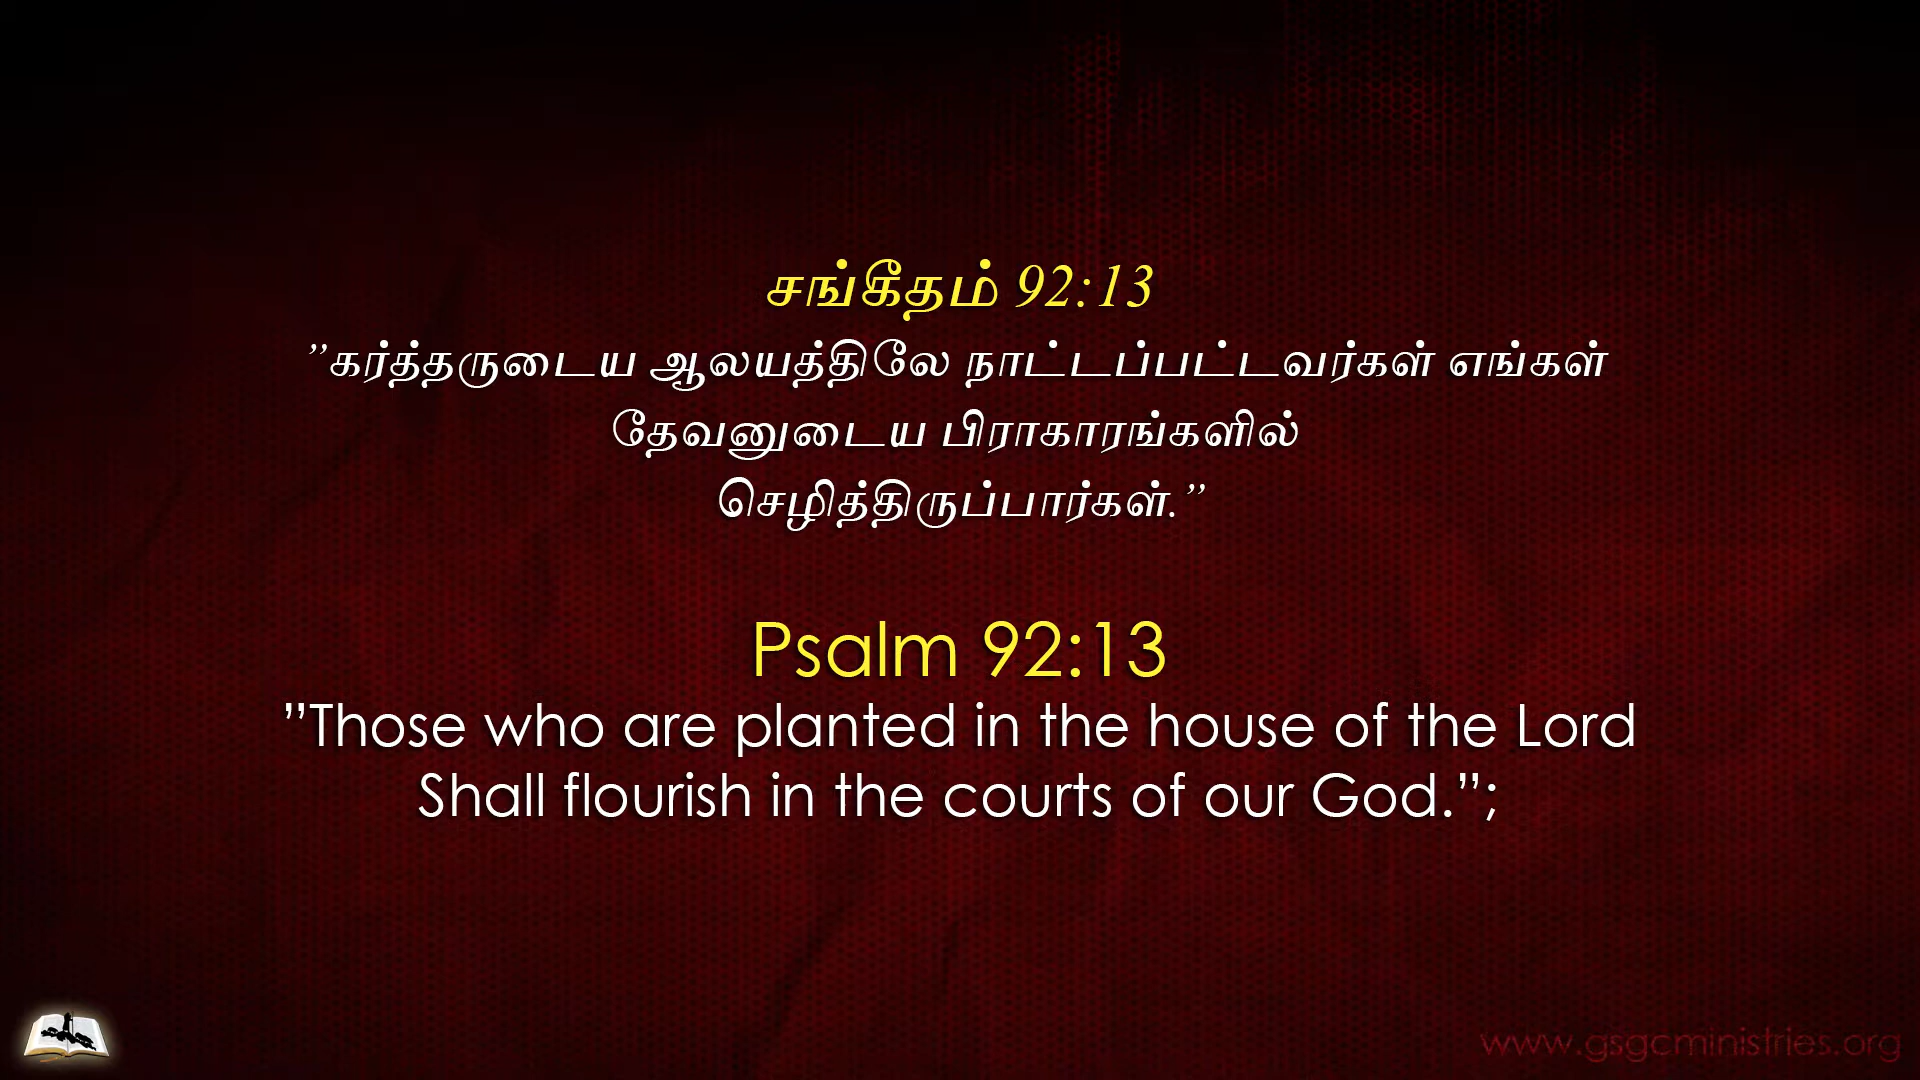 சங்கீதம் 92:13
”கர்த்தருடைய ஆலயத்திலே நாட்டப்பட்டவர்கள் எங்கள்
தேவனுடைய பிராகாரங்களில்
செழித்திருப்பார்கள்.”
Psalm 92:13
”Those who are planted in the house of the Lord
Shall flourish in the courts of our God.”;
www.gsgcministries.org